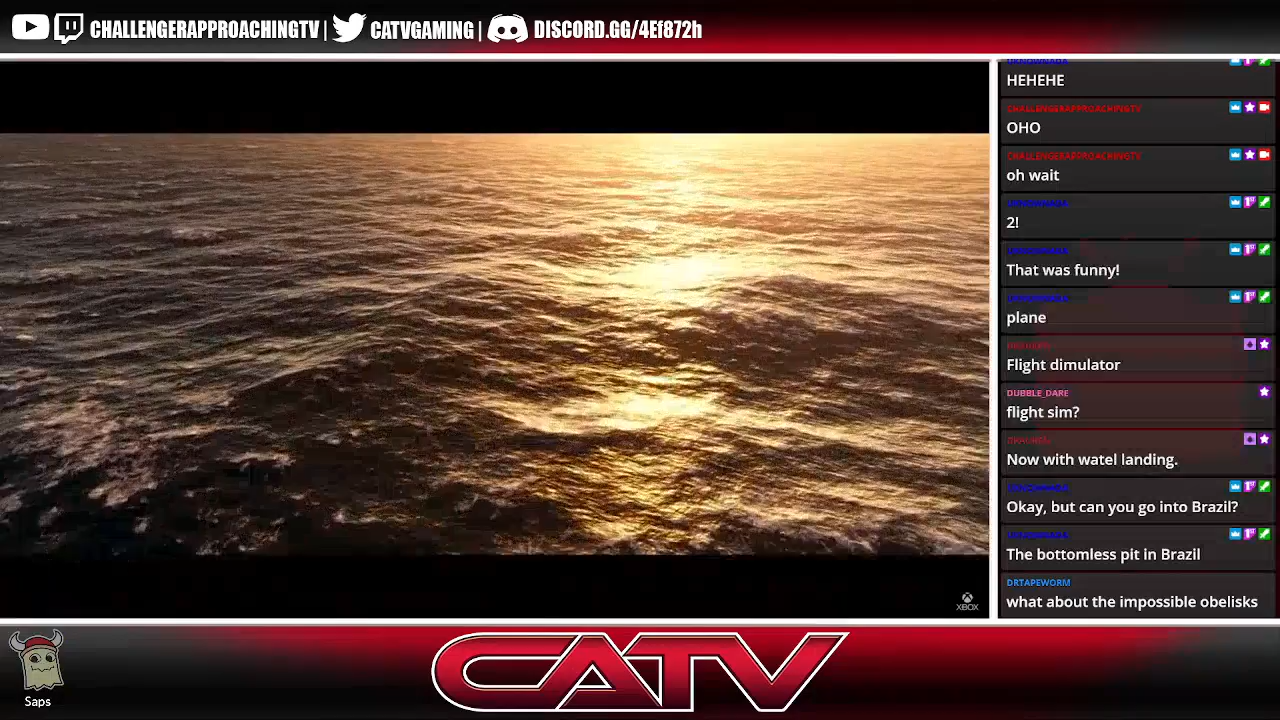 CHALLENGERAPPROACHINGTV | CATVGAMING | DISCORD.GG/4Ef872h
HEHEHE
CHALLENGERAPPROACHINGTV
OHO
CHALLENGERAPPROACHINGTV
oh wait
2!
That was funny!
plane
Flight dimulator
DUBBLE_DARE
flight sim?
Now with watel landing.
Okay, but can you go into Brazil?
The bottomless pit in Brazil
DRTAPEWORM
what about the impossible obelisks
XBOX
Saps
CATV